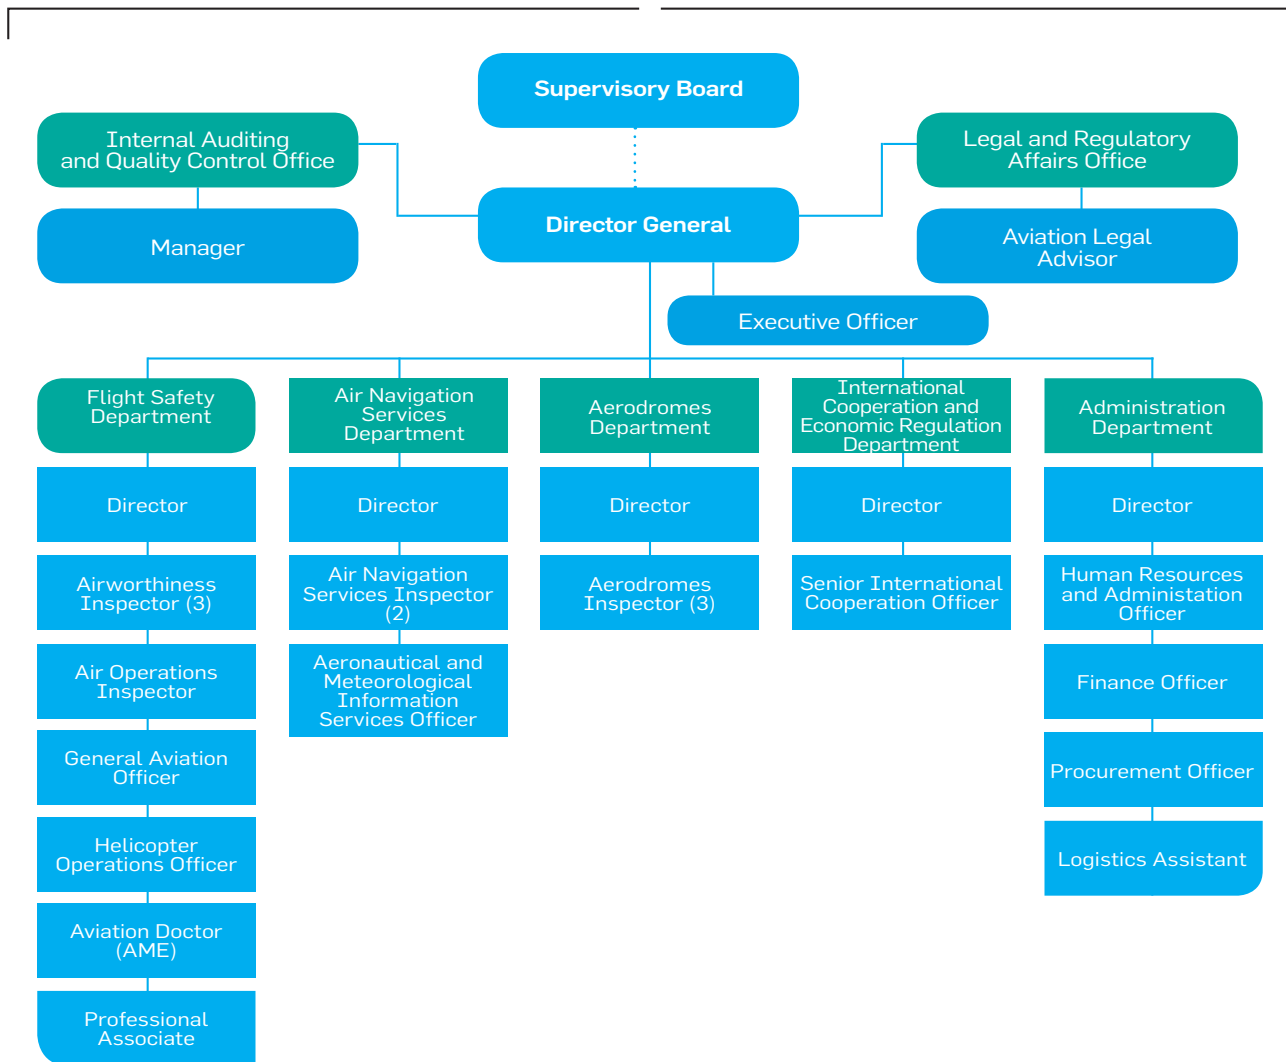 Supervisory Board
Internal Auditing
and Quality Control Office
Legal and Regulatory
Affairs Office
Manager
Director General
Aviation Legal
Advisor
Executive Officer
Flight Safety
Department
Air Navigation
Services
Department
Aerodromes
Department
International
Cooperation and
Economic Regulation
Department
Administration
Department
Director
Director
Director
Director
Director
Airworthiness
Inspector (3)
Air Navigation
Services Inspector
(2)
Aerodromes
Inspector (3)
Senior International
Cooperation Officer
Human Resources
and Administation
Officer
Air Operations
Inspector
Aeronautical and
Meteorological
Information
Services Officer
Finance Officer
General Aviation
Officer
Procurement Officer
Helicopter
Operations Officer
Logistics Assistant
Aviation Doctor
(AME)
Professional
Associate